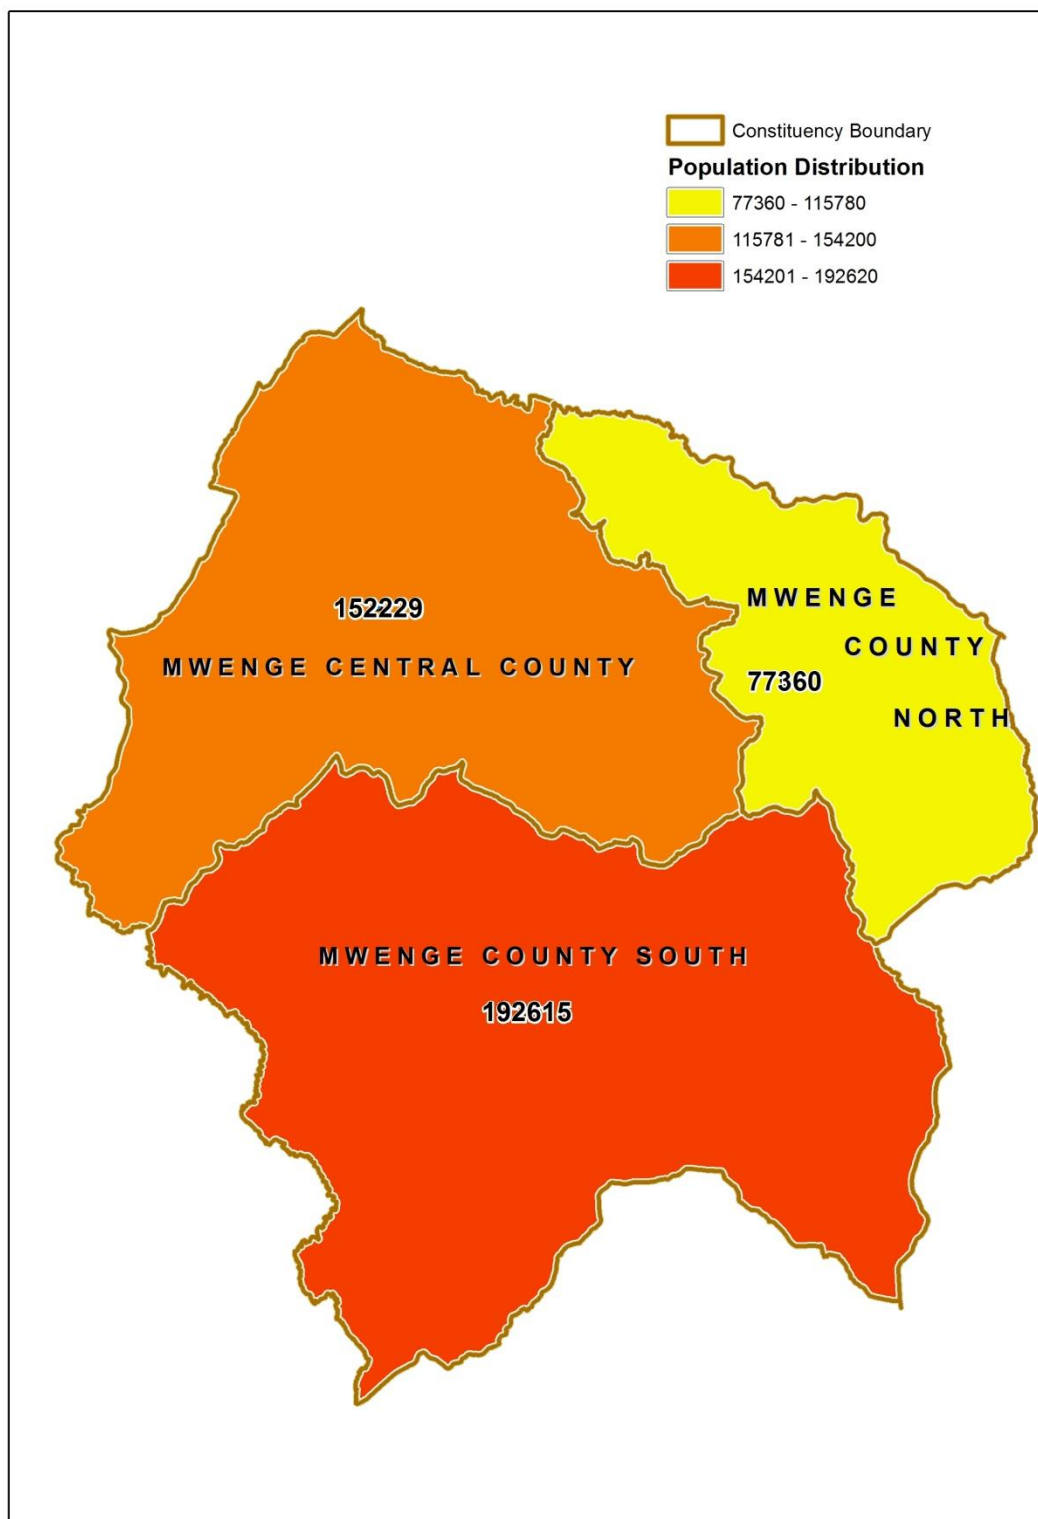 Constituency Boundary
Population Distribution
77360 - 115780
115781 - 154200
154201 - 192620
152229
MWENGE CENTRAL COUNTY
MWENGE
COUNTY
77360
NORTH
MWENGE COUNTY SOUTH
192615